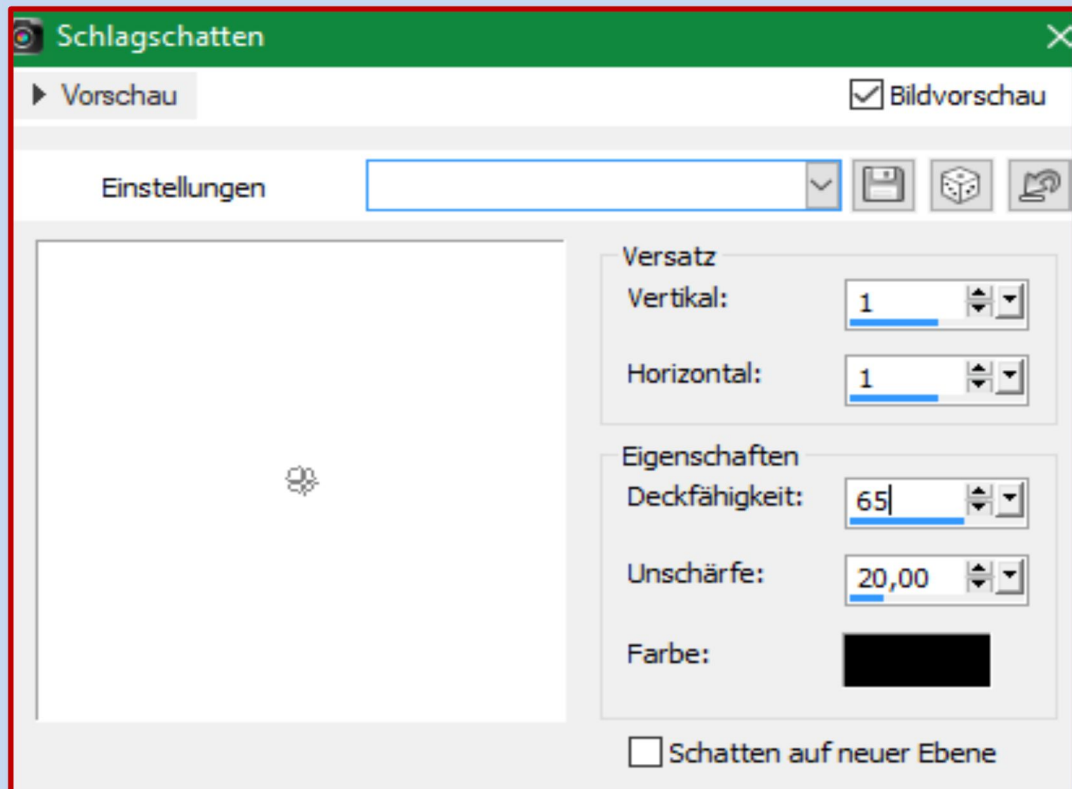 Schlagschatten
Vorschau
Bildvorschau
Einstellungen
Versatz
Vertikal: 1
Horizontal: 1
Eigenschaften
Deckfähigkeit: 65
Unschärfe: 20,00
Farbe:
Schatten auf neuer Ebene